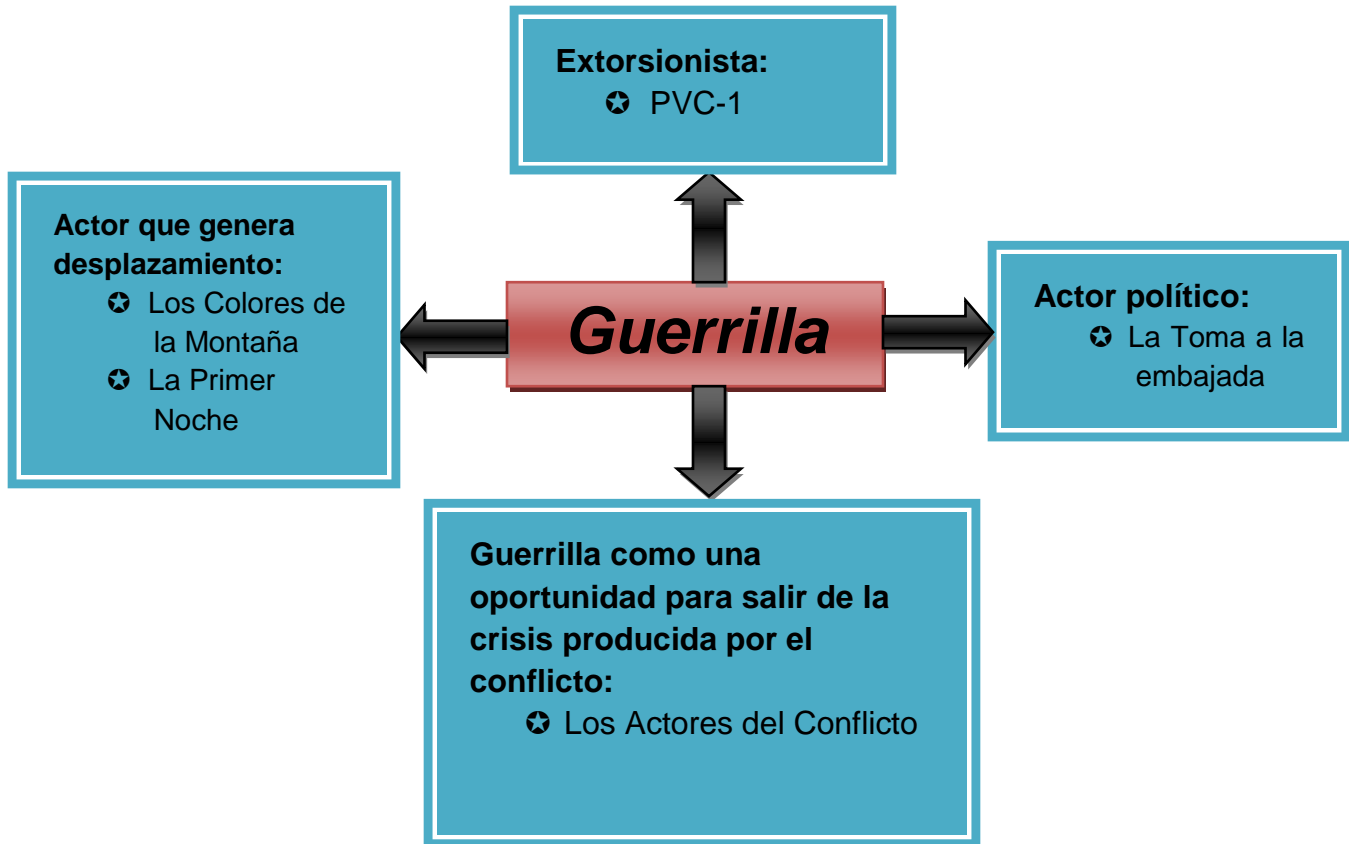 Extorsionista:
✪ PVC-1
Actor que genera
desplazamiento:
✪ Los Colores de
la Montaña
✪ La Primer
Noche
Guerrilla
Actor político:
✪ La Toma a la
embajada
Guerrilla como una
oportunidad para salir de la
crisis producida por el
conflicto:
✪ Los Actores del Conflicto